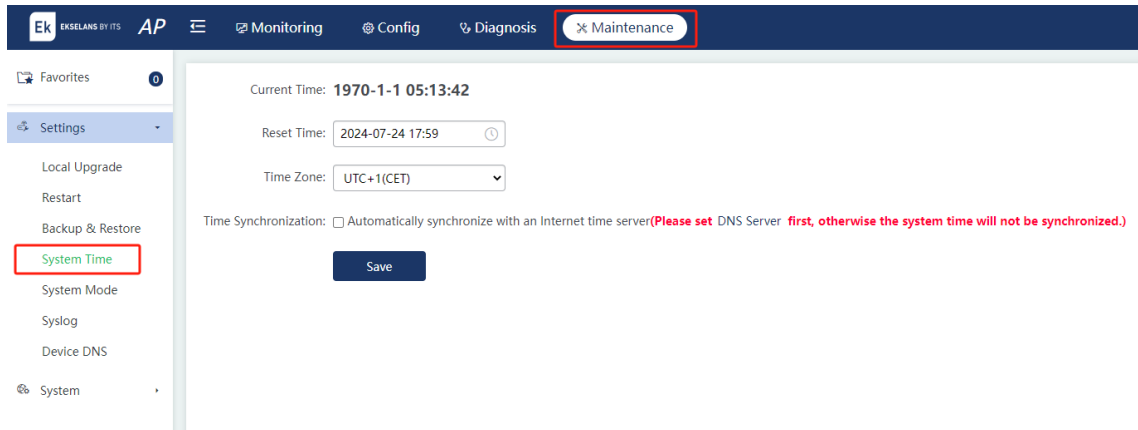 Ek EKSELANS BY ITS AP Monitoring Config Diagnosis Maintenance
Favorites 0
Settings
Local Upgrade
Restart
Backup & Restore
System Time
System Mode
Syslog
Device DNS
System
Current Time: 1970-1-1 05:13:42
Reset Time: 2024-07-24 17:59
Time Zone: UTC+1(CET)
Time Synchronization: Automatically synchronize with an Internet time server(Please set DNS Server first, otherwise the system time will not be synchronized.)
Save